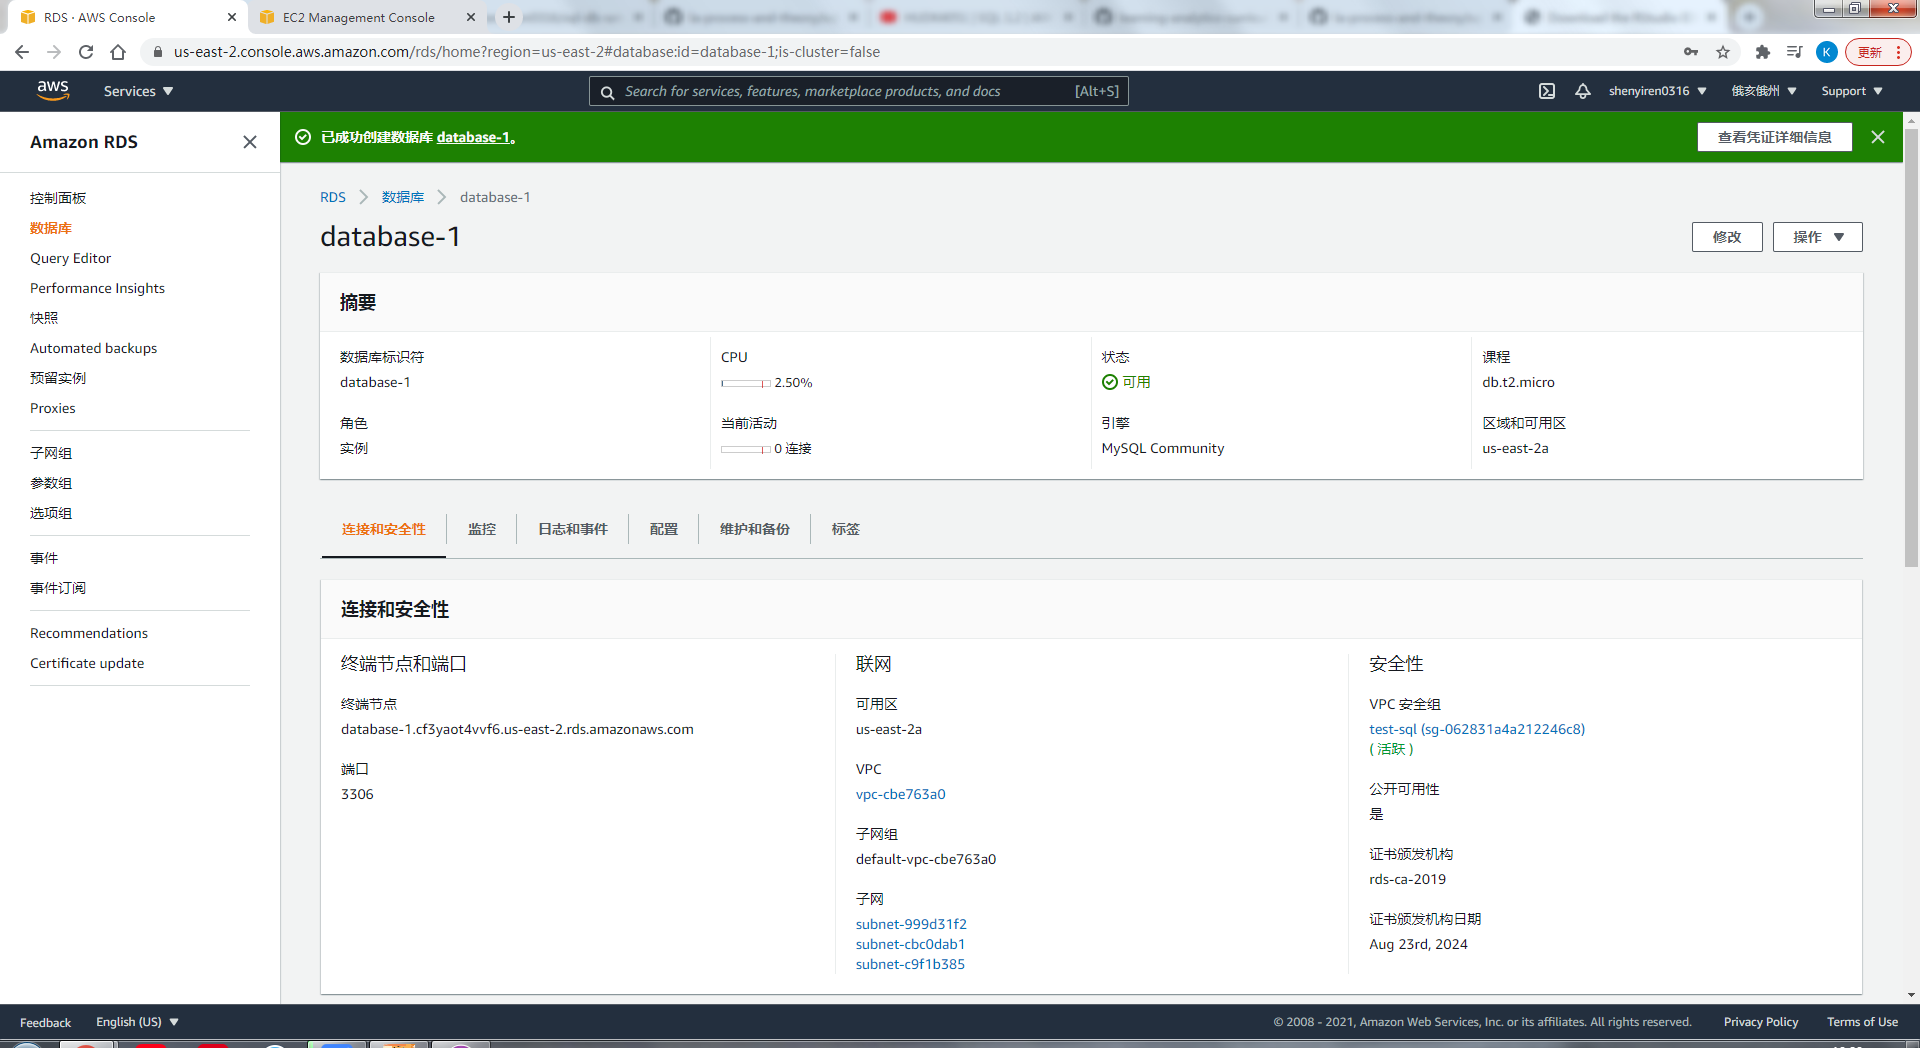 RDS · AWS Console
EC2 Management Console
us-east-2.console.aws.amazon.com/rds/home?region=us-east-2#database:id=database-1;is-cluster=false
K
更新
aws
Services
Search for services, features, marketplace products, and docs
[Alt+S]
shenyiren0316
俄亥俄州
Support
Amazon RDS
控制面板
数据库
Query Editor
Performance Insights
快照
Automated backups
预留实例
Proxies
子网组
参数组
选项组
事件
事件订阅
Recommendations
Certificate update
已成功创建数据库 database-1。
查看凭证详细信息
RDS
数据库
database-1
database-1
修改
操作
摘要
数据库标识符
database-1
CPU
2.50%
状态
可用
课程
db.t2.micro
角色
实例
当前活动
0 连接
引擎
MySQL Community
区域和可用区
us-east-2a
连接和安全性
监控
日志和事件
配置
维护和备份
标签
连接和安全性
终端节点和端口
终端节点
database-1.cf3yaot4vvf6.us-east-2.rds.amazonaws.com
端口
3306
联网
可用区
us-east-2a
VPC
vpc-cbe763a0
子网组
default-vpc-cbe763a0
子网
subnet-999d31f2
subnet-cbc0dab1
subnet-c9f1b385
安全性
VPC 安全组
test-sql (sg-062831a4a212246c8)
( 活跃 )
公开可用性
是
证书颁发机构
rds-ca-2019
证书颁发机构日期
Aug 23rd, 2024
Feedback
English (US)
© 2008 - 2021, Amazon Web Services, Inc. or its affiliates. All rights reserved.
Privacy Policy
Terms of Use